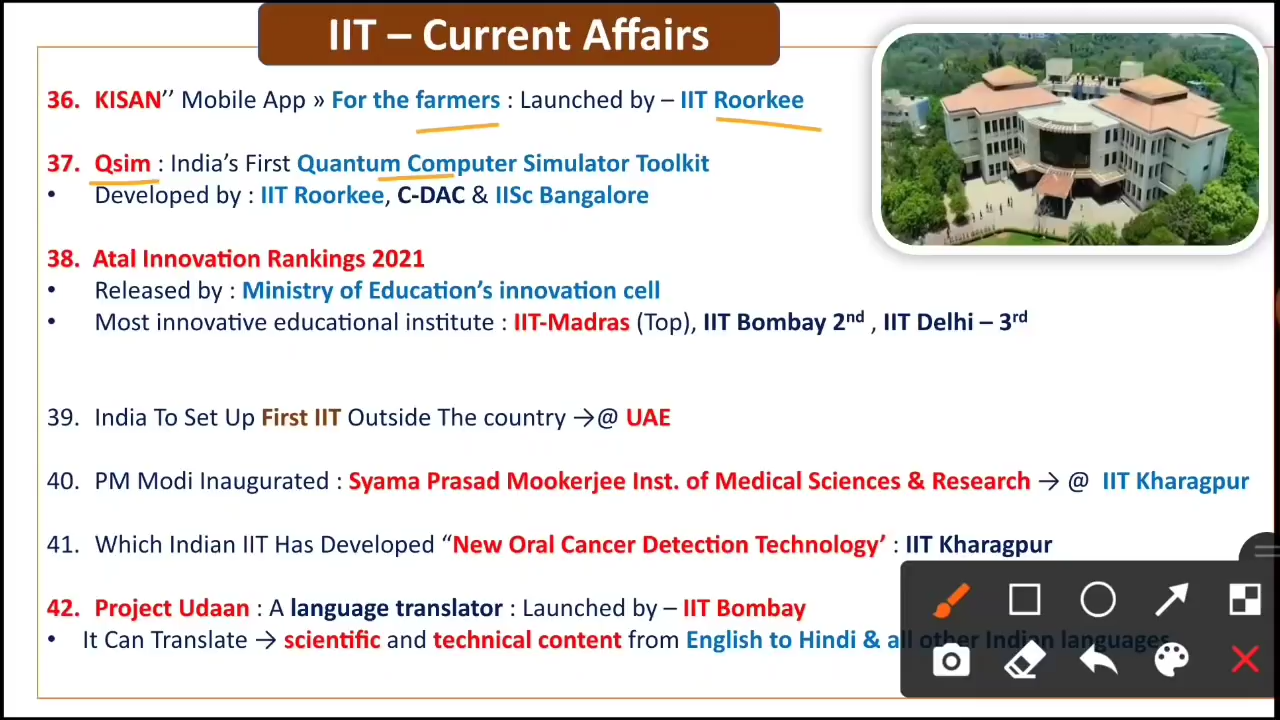 IIT – Current Affairs
36. KISAN’’ Mobile App » For the farmers : Launched by – IIT Roorkee
37. Qsim : India’s First Quantum Computer Simulator Toolkit
• Developed by : IIT Roorkee, C-DAC & IISc Bangalore
38. Atal Innovation Rankings 2021
• Released by : Ministry of Education’s innovation cell
• Most innovative educational institute : IIT-Madras (Top), IIT Bombay 2nd , IIT Delhi – 3rd
39. India To Set Up First IIT Outside The country →@ UAE
40. PM Modi Inaugurated : Syama Prasad Mookerjee Inst. of Medical Sciences & Research → @ IIT Kharagpur
41. Which Indian IIT Has Developed “New Oral Cancer Detection Technology’ : IIT Kharagpur
42. Project Udaan : A language translator : Launched by – IIT Bombay
• It Can Translate → scientific and technical content from English to Hindi & all other Indian languages